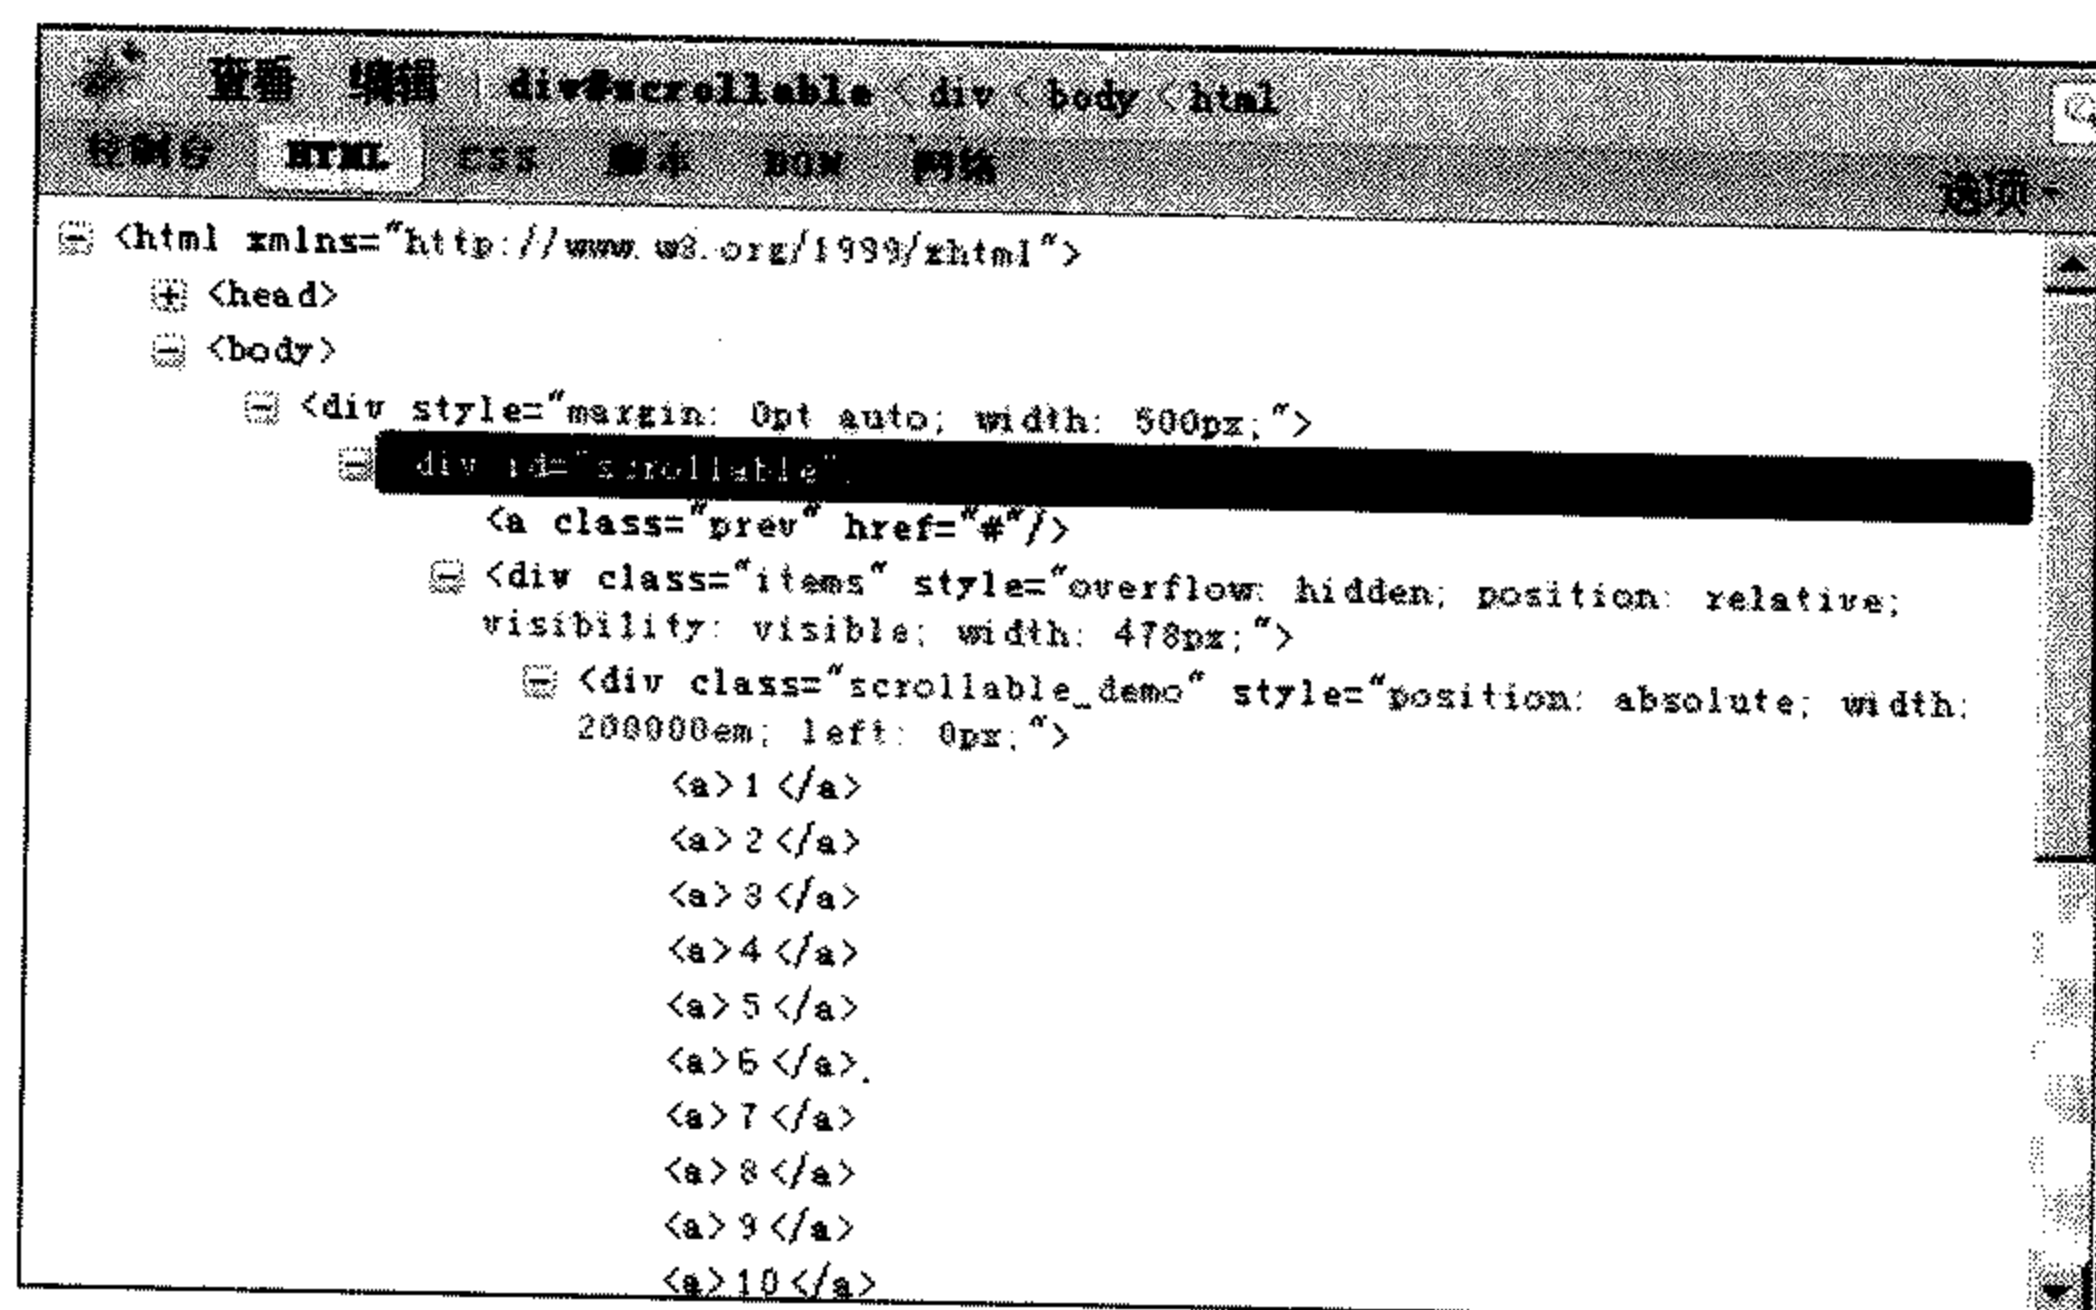 查看 编辑 div#scrollable < div < body < html
控制台 HTML CSS 脚本 DOM 网络 选项
<html xmlns="http://www.w3.org/1999/xhtml">
<head>
<body>
<div style="margin: 0pt auto; width: 500px;">
div id="scrollable"
<a class="prev" href="#"/>
<div class="items" style="overflow: hidden; position: relative;
visibility: visible; width: 478px;">
<div class="scrollable_demo" style="position: absolute; width:
200000em; left: 0px;">
<a>1</a>
<a>2</a>
<a>3</a>
<a>4</a>
<a>5</a>
<a>6</a>
<a>7</a>
<a>8</a>
<a>9</a>
<a>10</a>